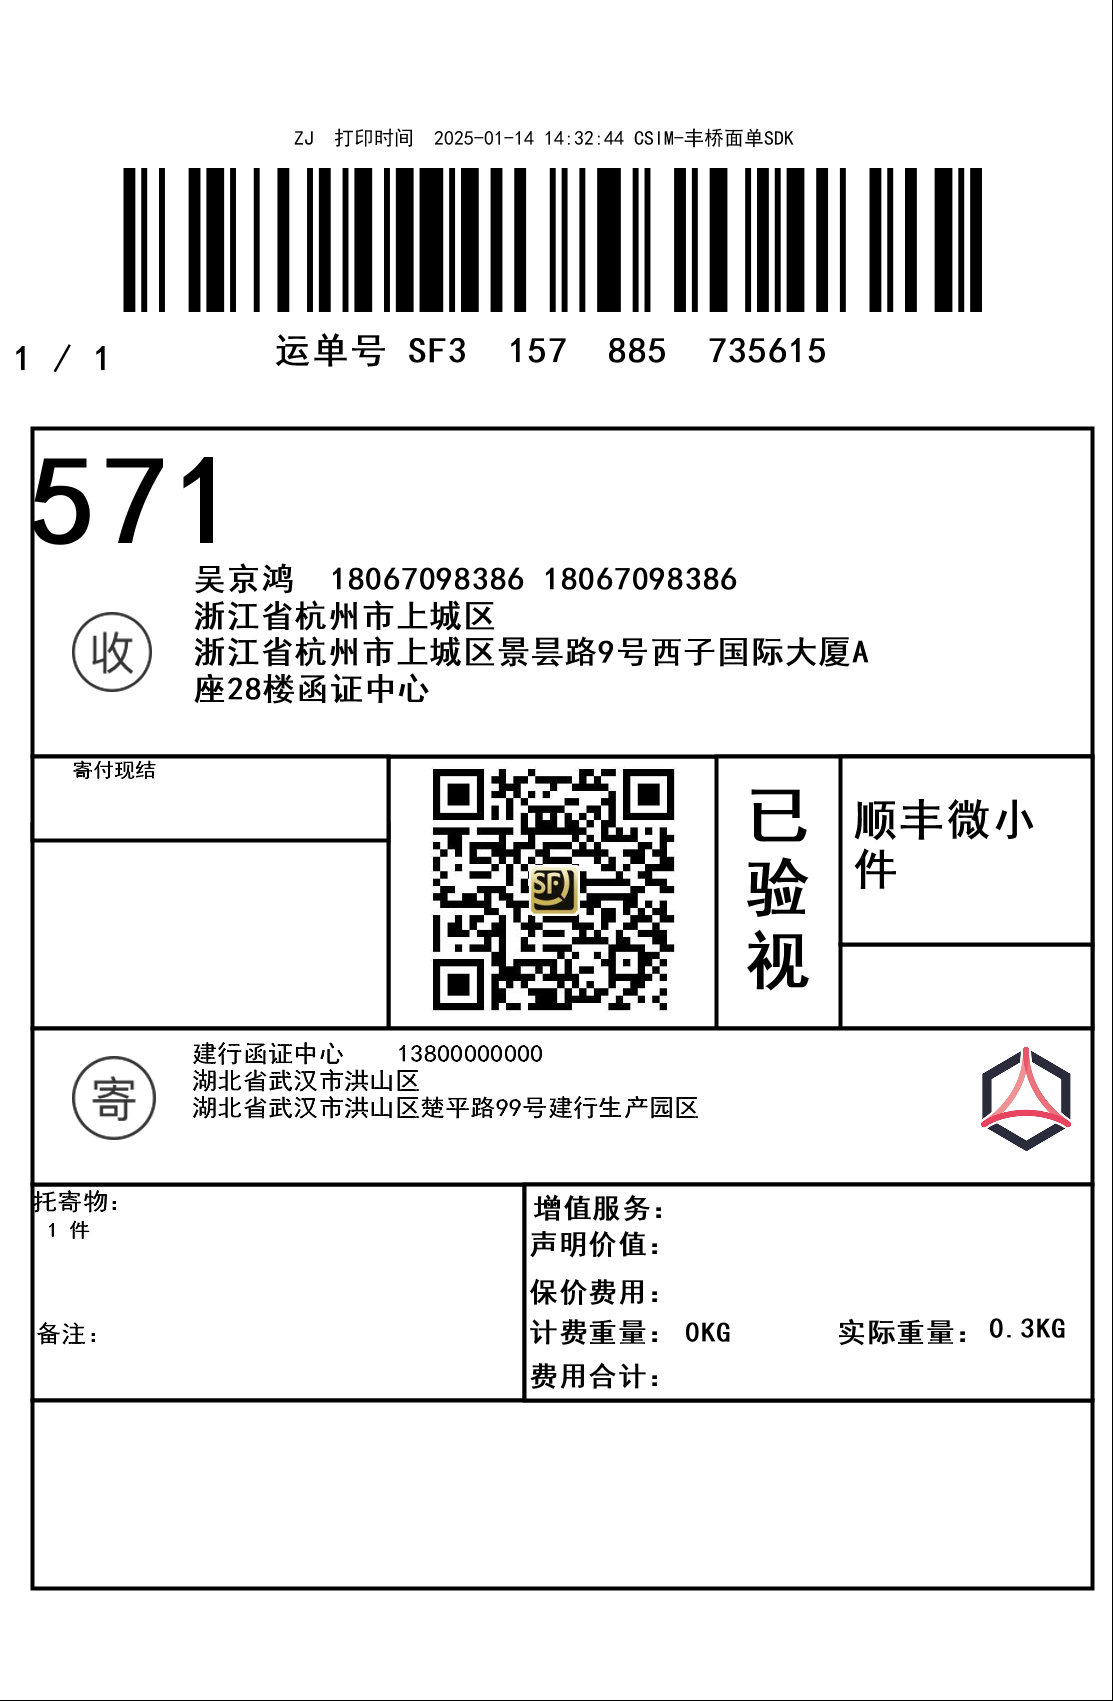 ZJ 打印时间 2025-01-14 14:32:44 CSIM-丰桥面单SDK
1 / 1
运单号 SF3 157 885 735615
571
收
吴京鸿 18067098386 18067098386
浙江省杭州市上城区
浙江省杭州市上城区景昙路9号西子国际大厦A
座28楼函证中心
寄付现结
SF
已
验
视
顺丰微小
件
寄
建行函证中心 13800000000
湖北省武汉市洪山区
湖北省武汉市洪山区楚平路99号建行生产园区
托寄物:
1 件
备注:
增值服务:
声明价值:
保价费用:
计费重量: 0KG 实际重量: 0.3KG
费用合计: